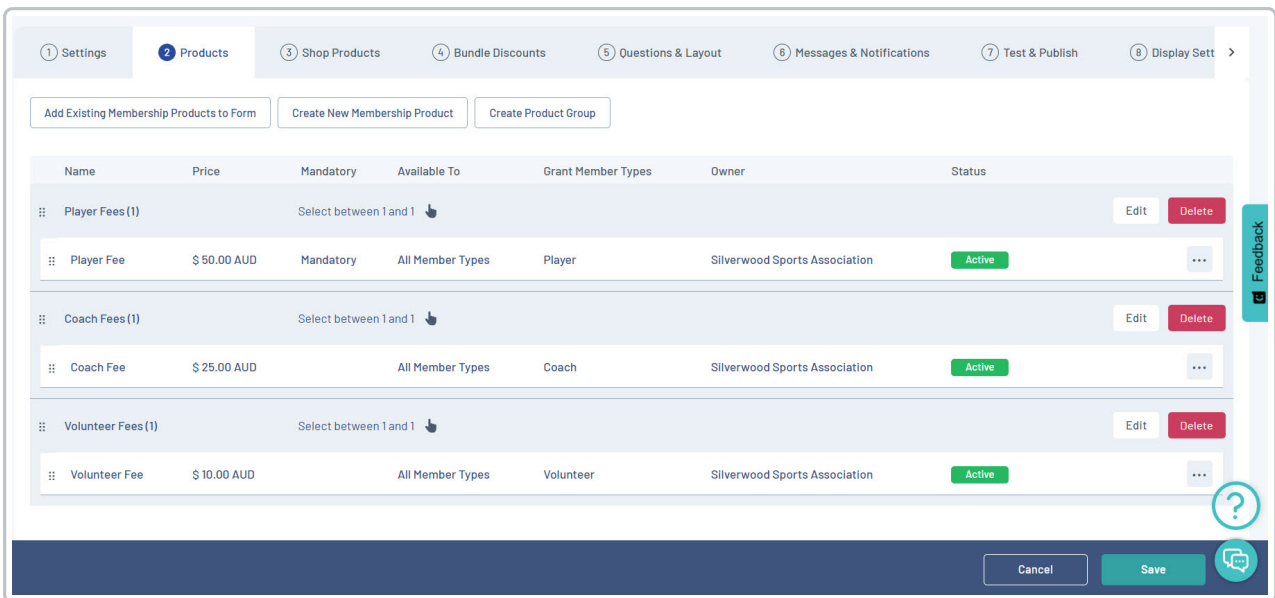 1 Settings
2 Products
3 Shop Products
4 Bundle Discounts
5 Questions & Layout
6 Messages & Notifications
7 Test & Publish
8 Display Sett
Add Existing Membership Products to Form
Create New Membership Product
Create Product Group
Name Price Mandatory Available To Grant Member Types Owner Status
Player Fees (1) Select between 1 and 1 Edit Delete
Player Fee $ 50.00 AUD Mandatory All Member Types Player Silverwood Sports Association Active
Coach Fees (1) Select between 1 and 1 Edit Delete
Coach Fee $ 25.00 AUD All Member Types Coach Silverwood Sports Association Active
Volunteer Fees (1) Select between 1 and 1 Edit Delete
Volunteer Fee $ 10.00 AUD All Member Types Volunteer Silverwood Sports Association Active
Feedback
?
Cancel
Save